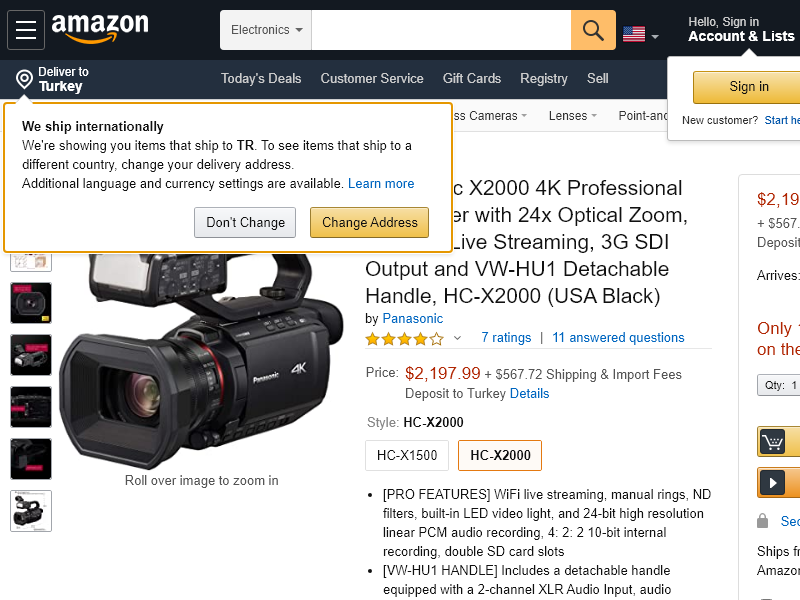 amazon
Electronics
Hello, Sign in
Account & Lists
Deliver to
Turkey
Today's Deals
Customer Service
Gift Cards
Registry
Sell
Sign in
New customer? Start he
ss Cameras
Lenses
Point-and
We ship internationally
We're showing you items that ship to TR. To see items that ship to a
different country, change your delivery address.
Additional language and currency settings are available. Learn more
Don't Change
Change Address
c X2000 4K Professional
er with 24x Optical Zoom,
Live Streaming, 3G SDI
Output and VW-HU1 Detachable
Handle, HC-X2000 (USA Black)
by Panasonic
7 ratings | 11 answered questions
Price: $2,197.99 + $567.72 Shipping & Import Fees
Deposit to Turkey Details
Style: HC-X2000
HC-X1500
HC-X2000
Panasonic
4K
Roll over image to zoom in
• [PRO FEATURES] WiFi live streaming, manual rings, ND
filters, built-in LED video light, and 24-bit high resolution
linear PCM audio recording, 4: 2: 2 10-bit internal
recording, double SD card slots
• [VW-HU1 HANDLE] Includes a detachable handle
equipped with a 2-channel XLR Audio Input, audio
$2,19
+ $567.
Deposit
Arrives:
Only 1
on the
Qty: 1
Sec
Ships f
Amazon